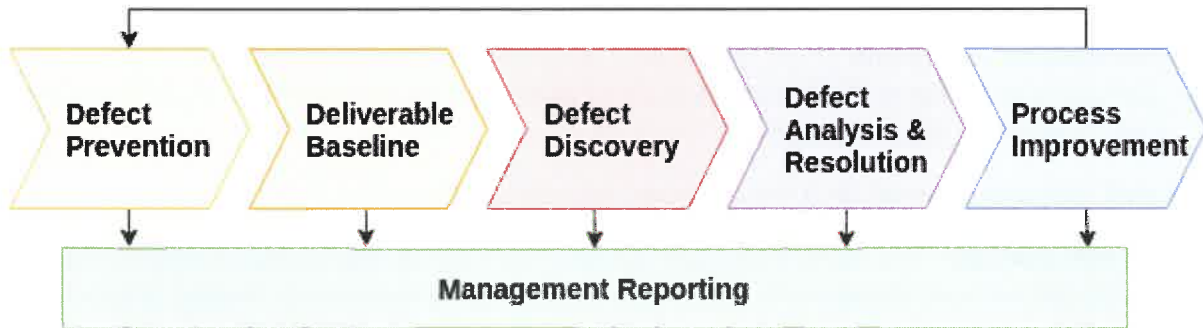 Defect
Prevention
Deliverable
Baseline
Defect
Discovery
Defect
Analysis &
Resolution
Process
Improvement
Management Reporting